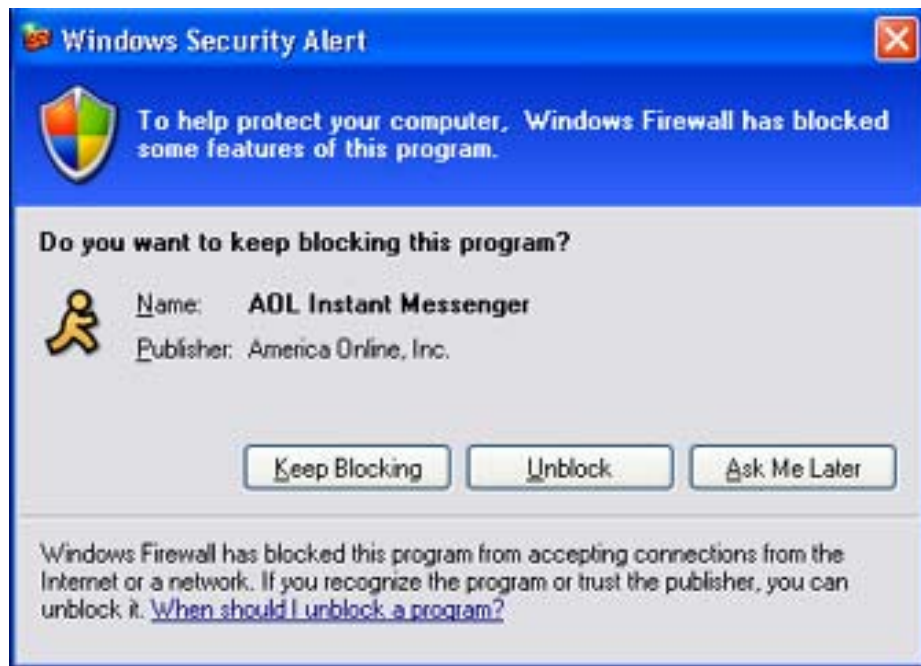 Windows Security Alert
To help protect your computer, Windows Firewall has blocked
some features of this program.
Do you want to keep blocking this program?
Name: AOL Instant Messenger
Publisher: America Online, Inc.
Keep Blocking Unblock Ask Me Later
Windows Firewall has blocked this program from accepting connections from the
Internet or a network. If you recognize the program or trust the publisher, you can
unblock it. When should I unblock a program?